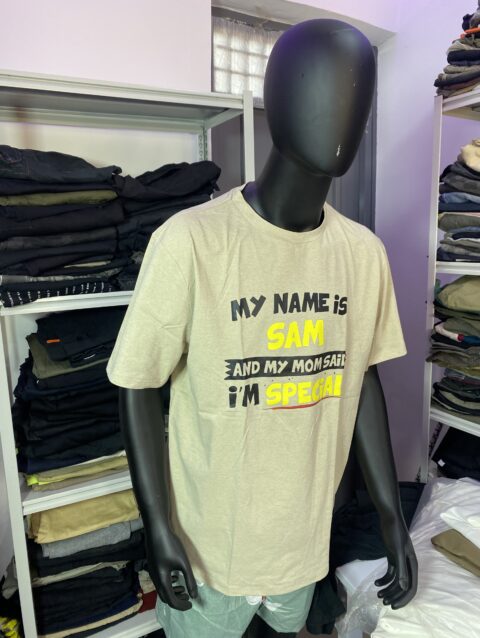 MY NAME iS
SAM
AND MY MOM SAiD
i'M SPECIAL